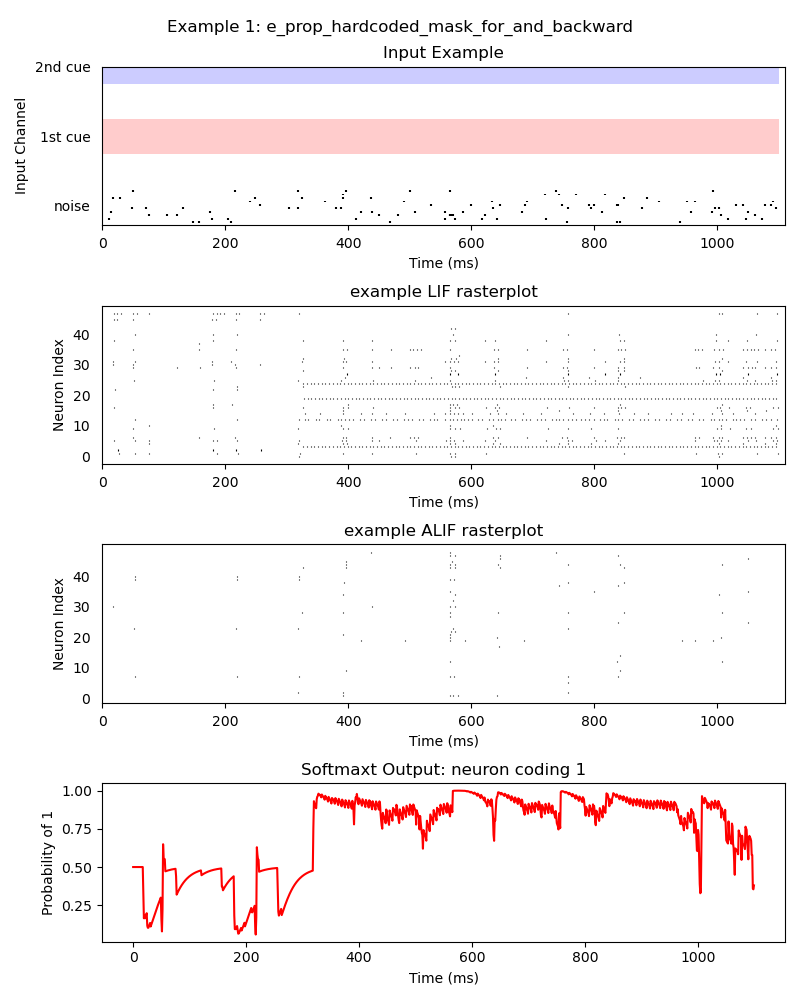 Example 1: e_prop_hardcoded_mask_for_and_backward
Input Example
2nd cue
1st cue
noise
Input Channel
0 200 400 600 800 1000
Time (ms)
example LIF rasterplot
40
30
20
10
0
Neuron Index
0 200 400 600 800 1000
Time (ms)
example ALIF rasterplot
40
30
20
10
0
Neuron Index
0 200 400 600 800 1000
Time (ms)
Softmaxt Output: neuron coding 1
1.00
0.75
0.50
0.25
Probability of 1
0 200 400 600 800 1000
Time (ms)